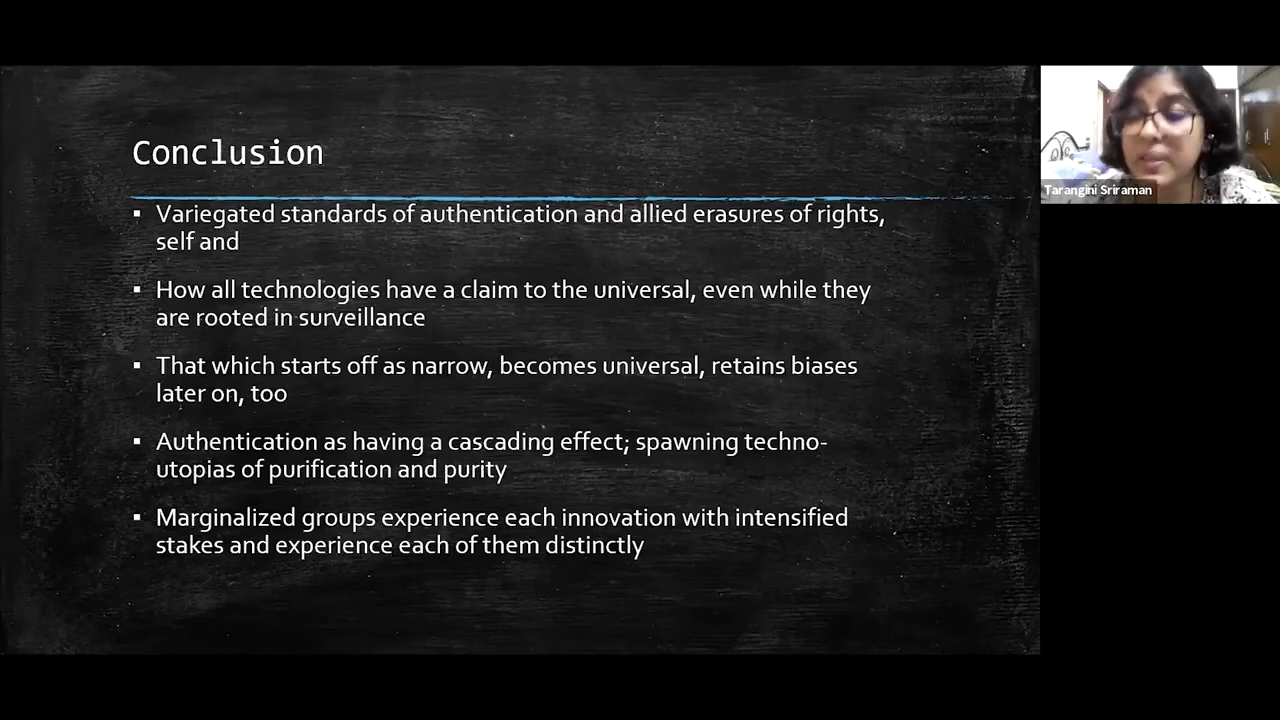 Conclusion
▪ Variegated standards of authentication and allied erasures of rights,
self and
▪ How all technologies have a claim to the universal, even while they
are rooted in surveillance
▪ That which starts off as narrow, becomes universal, retains biases
later on, too
▪ Authentication as having a cascading effect; spawning techno-
utopias of purification and purity
▪ Marginalized groups experience each innovation with intensified
stakes and experience each of them distinctly
Tarangini Sriraman